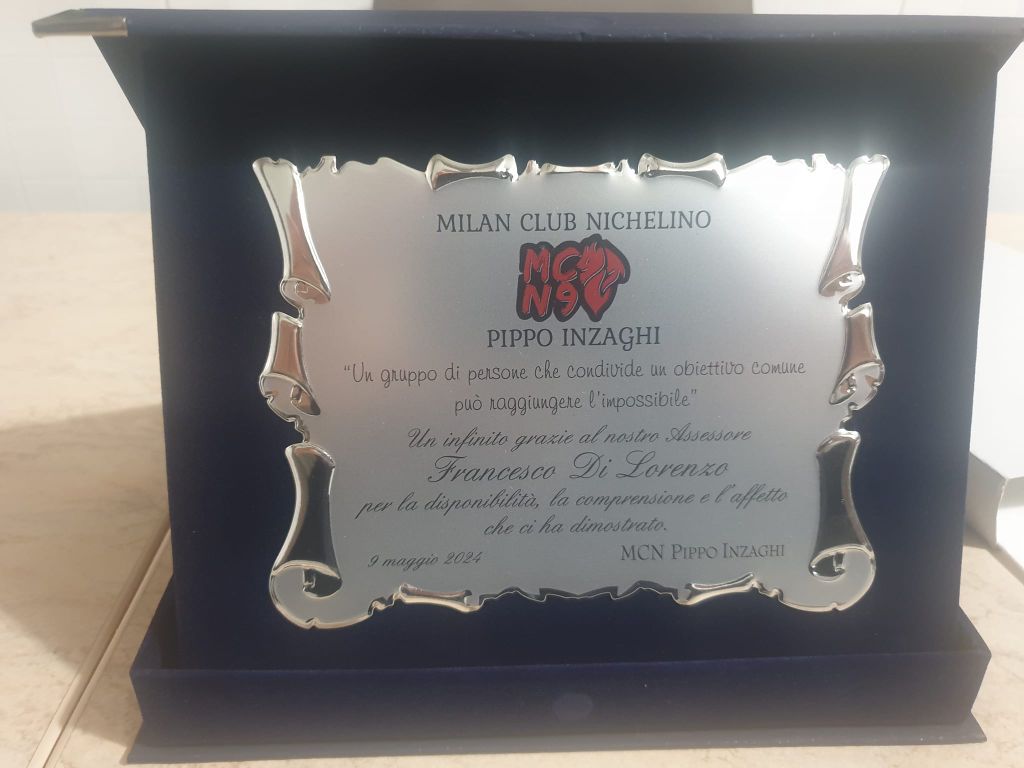 MILAN CLUB NICHELINO
MC
N9
PIPPO INZAGHI
“Un gruppo di persone che condivide un obiettivo comune
può raggiungere l'impossibile”
Un infinito grazie al nostro Assessore
Francesco Di Lorenzo
per la disponibilità, la comprensione e l'affetto
che ci ha dimostrato.
9 maggio 2024
MCN PIPPO INZAGHI